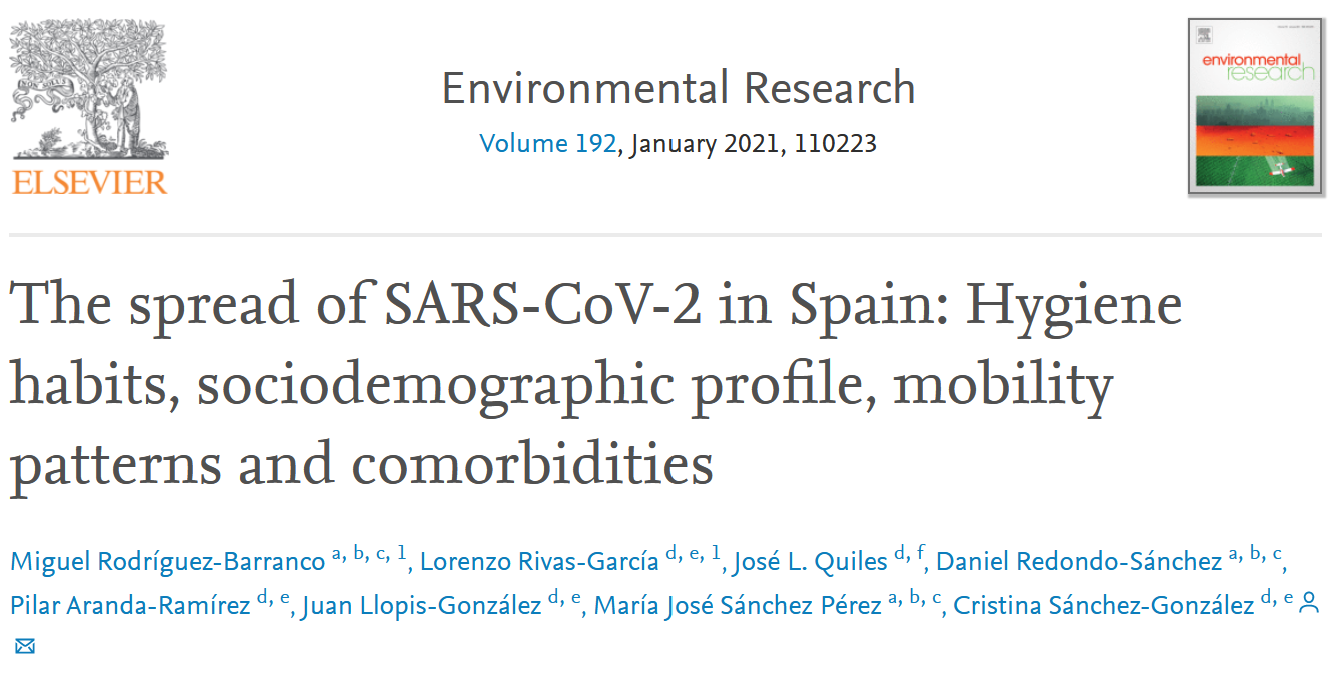 Environmental Research
Volume 192, January 2021, 110223
ELSEVIER
environmental
research
The spread of SARS-CoV-2 in Spain: Hygiene
habits, sociodemographic profile, mobility
patterns and comorbidities
Miguel Rodríguez-Barranco a, b, c, 1, Lorenzo Rivas-García d, e, 1, José L. Quiles d, f, Daniel Redondo-Sánchez a, b, c,
Pilar Aranda-Ramírez d, e, Juan Llopis-González d, e, María José Sánchez Pérez a, b, c, Cristina Sánchez-González d, e